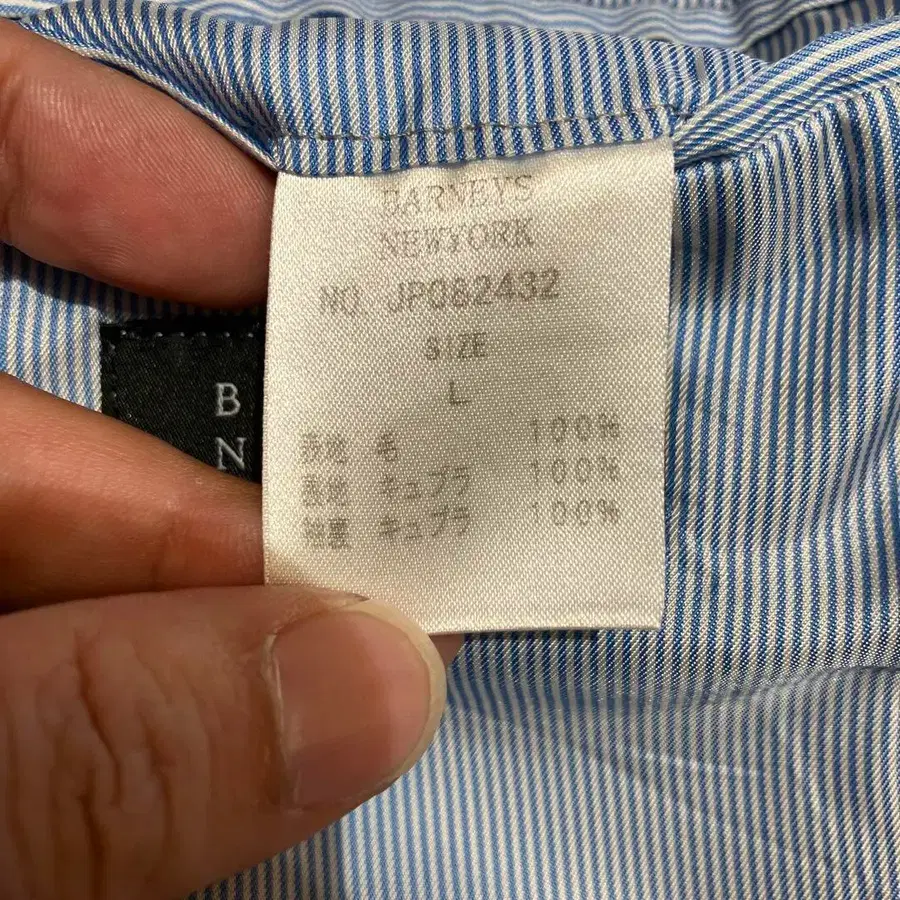 BARNEYS
NEWYORK
NO. JP082432
SIZE
L
表地 毛 100%
表地 キュプラ 100%
袖裏 キュプラ 100%
B
N